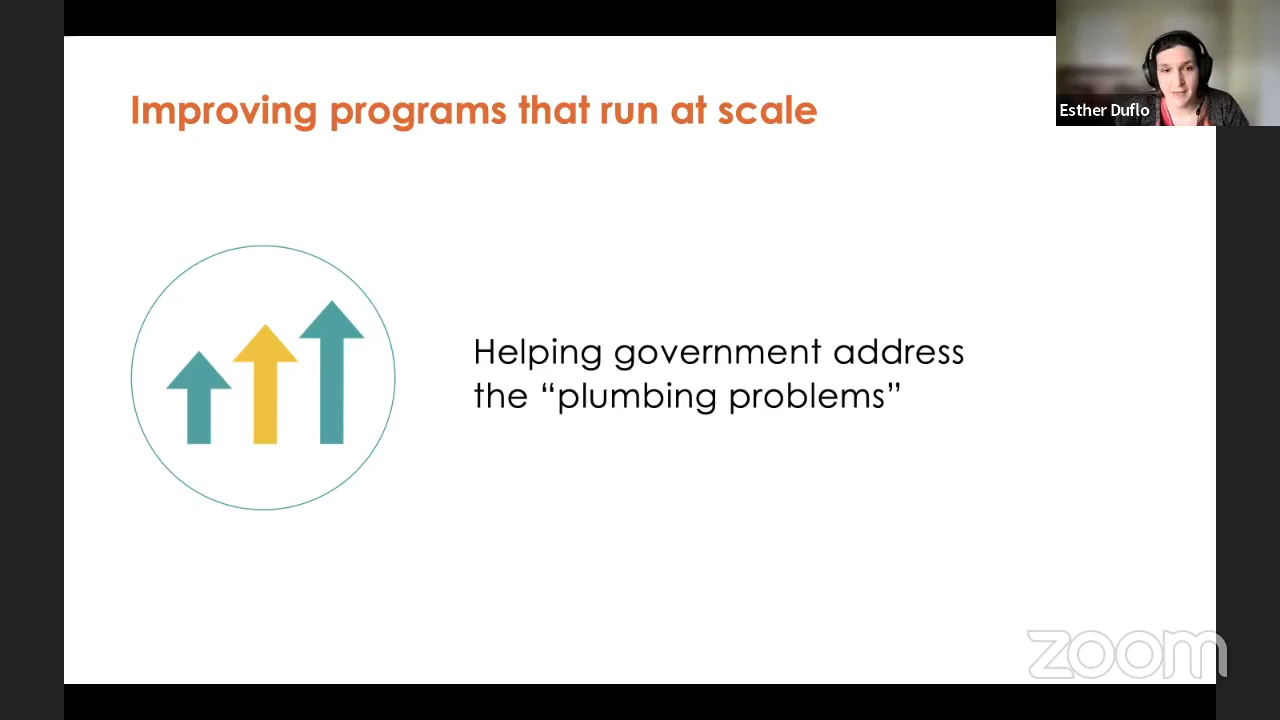 Improving programs that run at scale
Esther Duflo
Helping government address
the “plumbing problems”
zoom